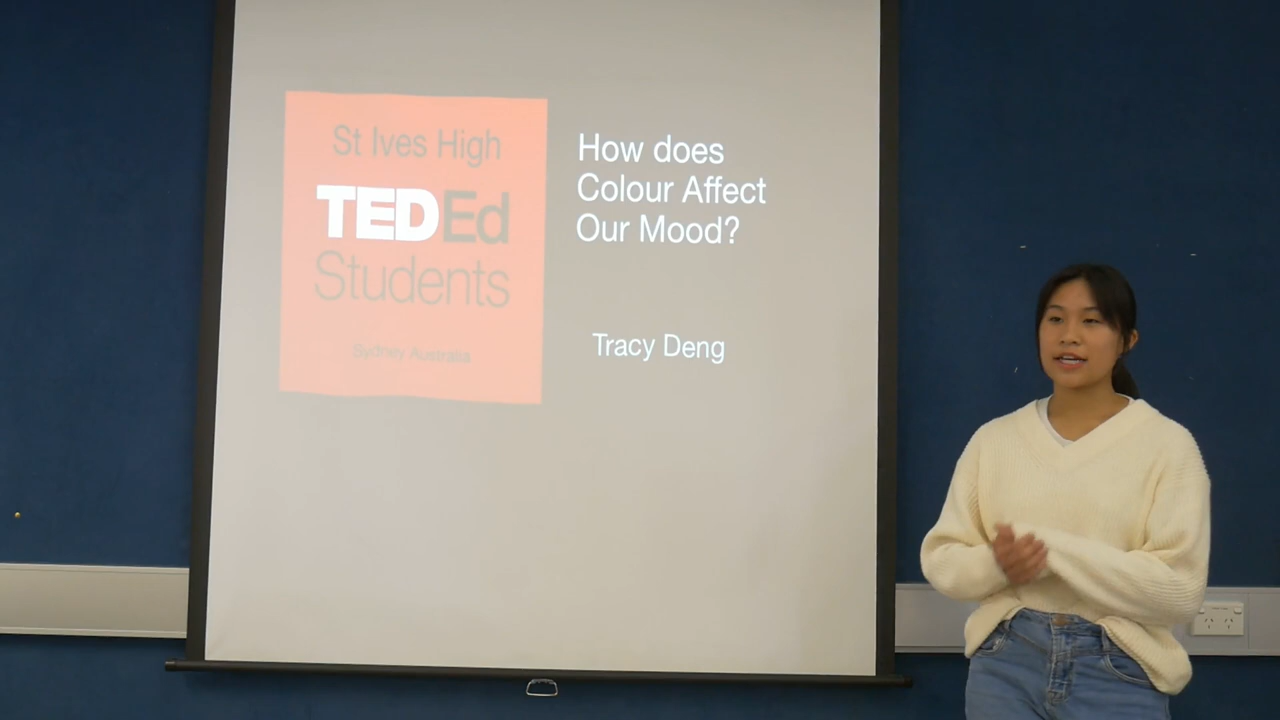 St Ives High
TEDEd
Students
Sydney Australia
How does
Colour Affect
Our Mood?
Tracy Deng